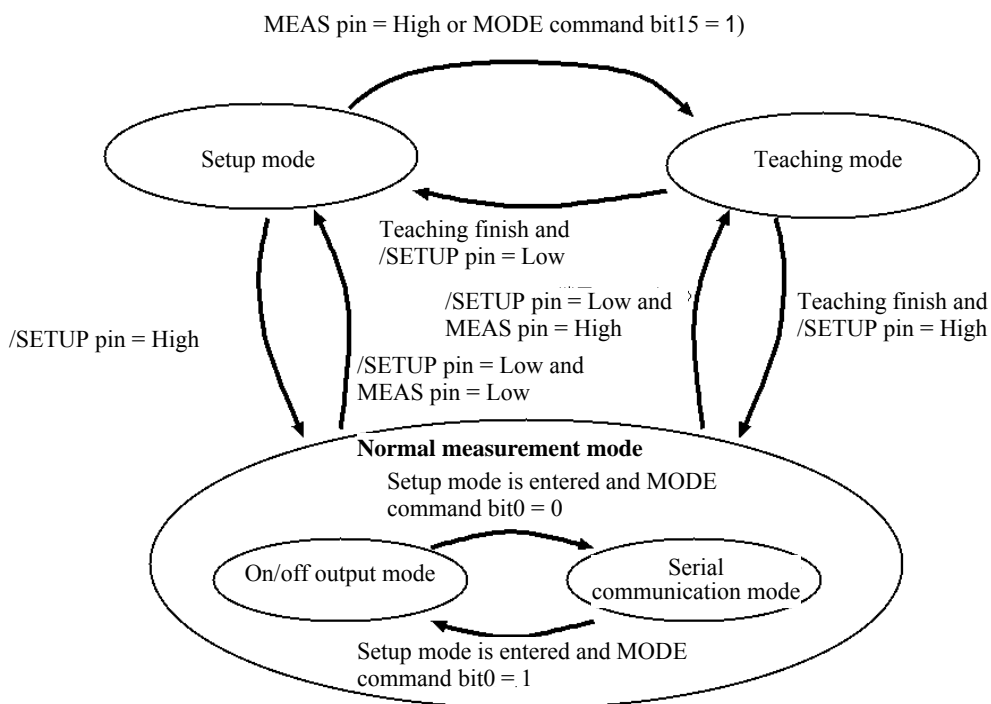 MEAS pin = High or MODE command bit15 = 1)
Setup mode
Teaching mode
Teaching finish and
/SETUP pin = Low
/SETUP pin = Low and
MEAS pin = High
Teaching finish and
/SETUP pin = High
/SETUP pin = High
/SETUP pin = Low and
MEAS pin = Low
Normal measurement mode
Setup mode is entered and MODE
command bit0 = 0
On/off output mode
Serial
communication mode
Setup mode is entered and MODE
command bit0 = 1